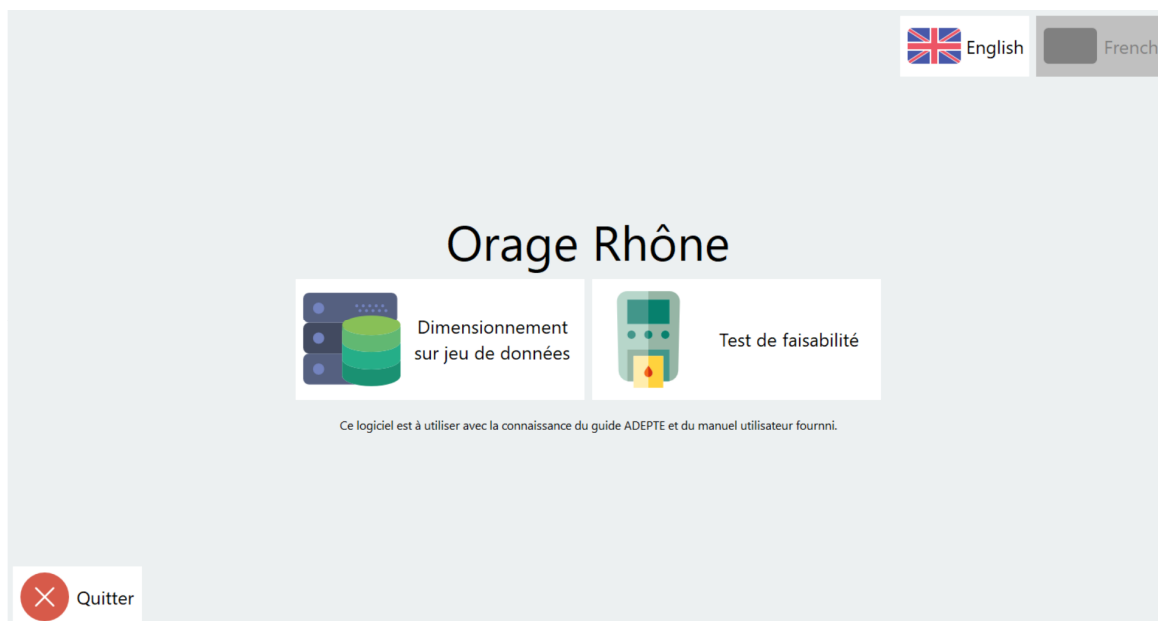 English
French
Orage Rhône
Dimensionnement
sur jeu de données
Test de faisabilité
Ce logiciel est à utiliser avec la connaissance du guide ADEPTE et du manuel utilisateur fournni.
Quitter